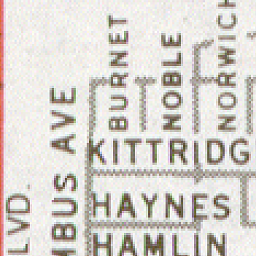 BURNET
NOBLE
NORWICH
KITTRIDG
HAYNES
HAMLIN
MBUS AVE
LVD.